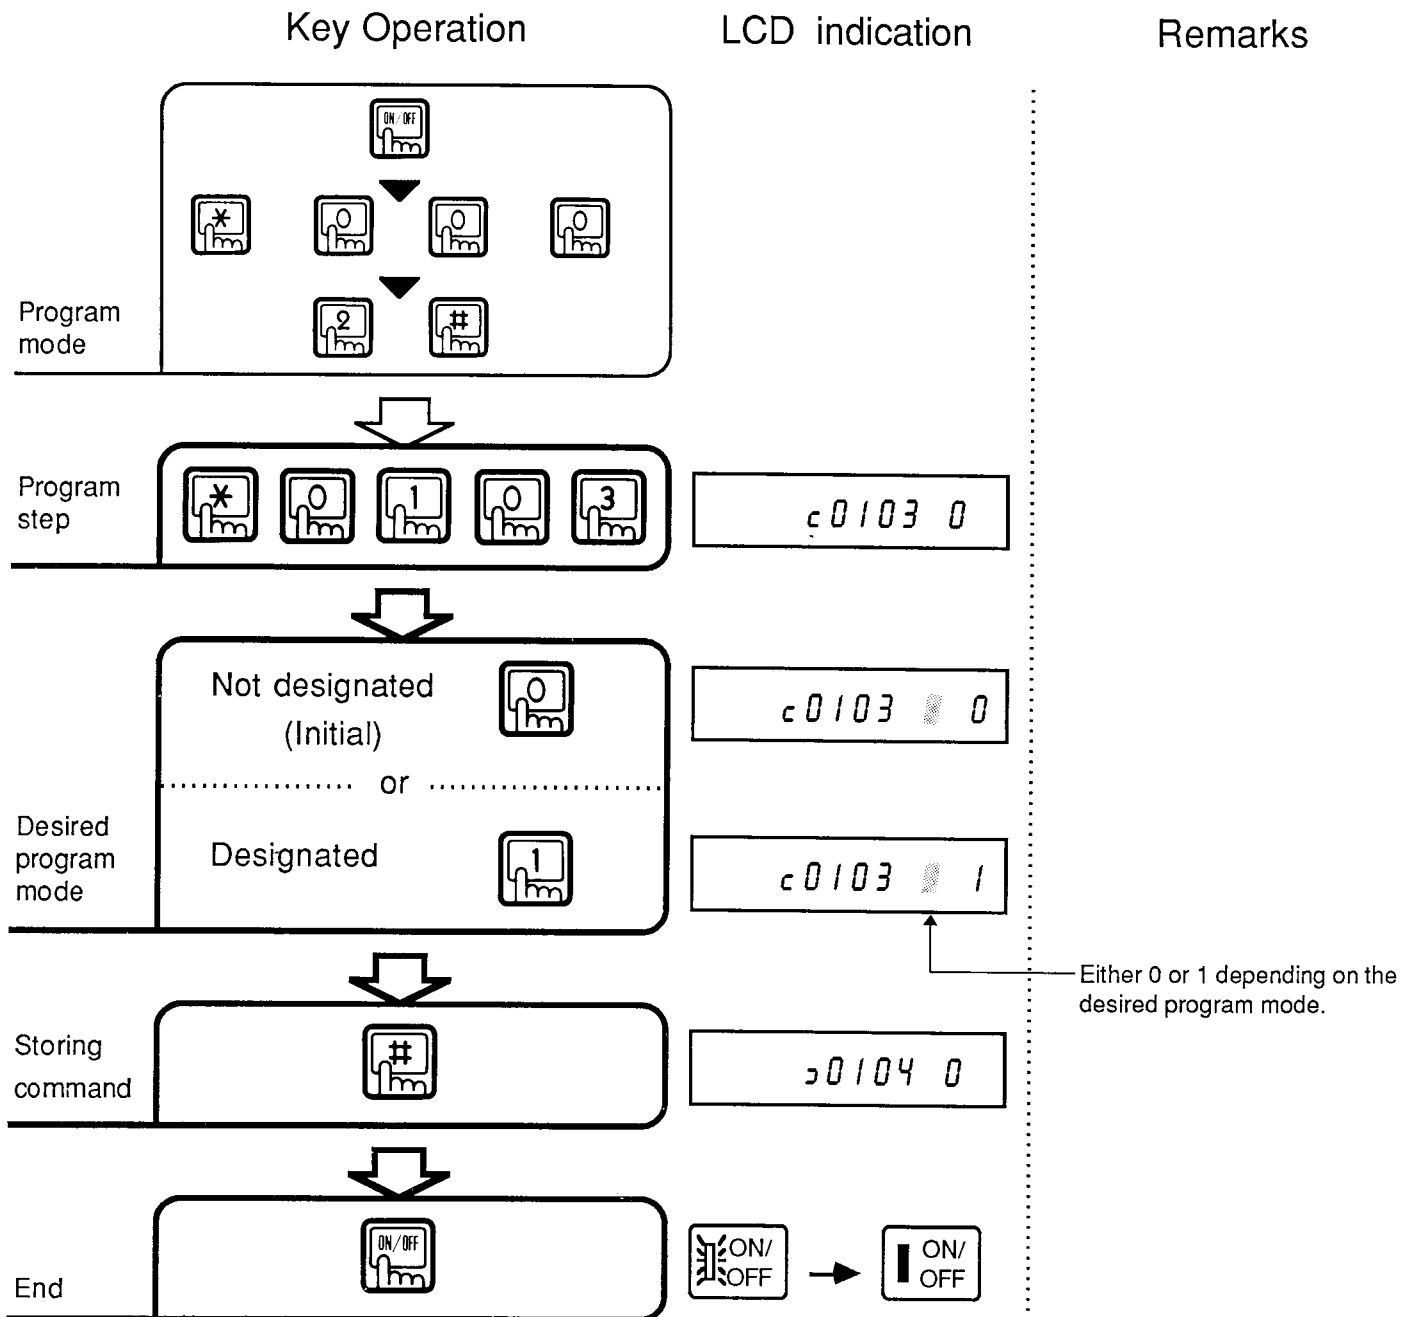 Key Operation LCD indication Remarks
ON/OFF
* 0 0 0
2 #
Program
mode
Program
step
* 0 1 0 3
c0103 0
Not designated
(Initial)
0
c0103 0
or
Desired
program
mode
Designated
1
c0103 1
Either 0 or 1 depending on the
desired program mode.
Storing
command
#
ɔ0104 0
End
ON/OFF
ON/
OFF
ON/
OFF